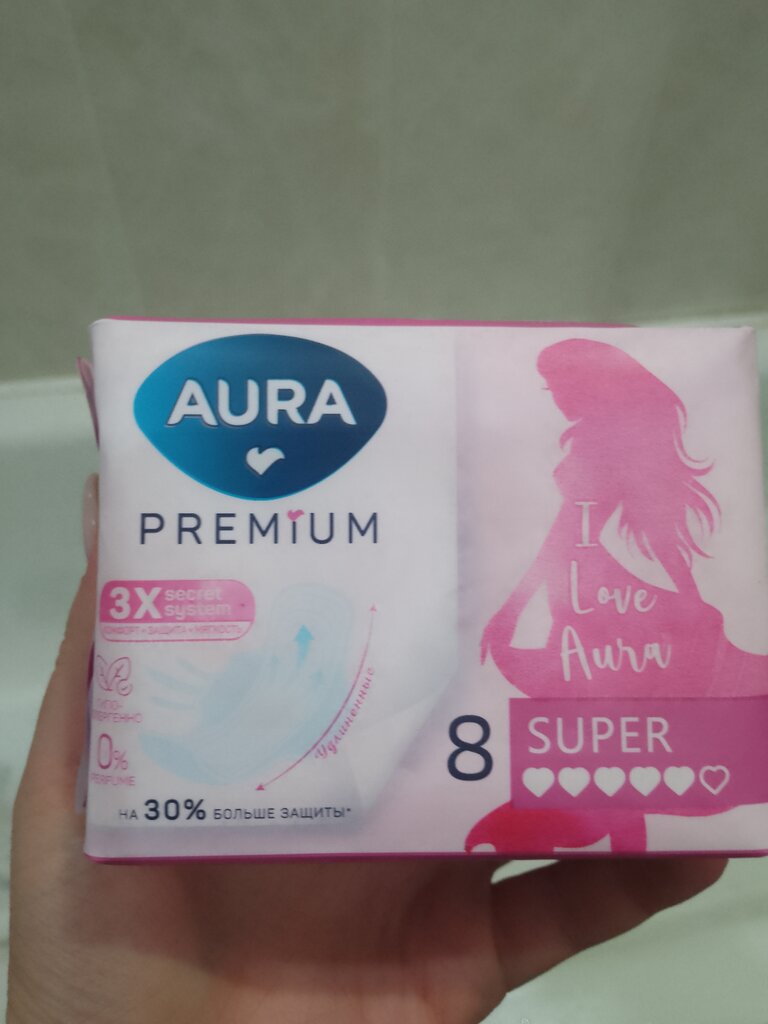 AURA
PREMIUM
3X secret
system
КОМФОРТ • ЗАЩИТА • МЯГКОСТЬ
0%
PERFUME
Удлиненные
НА 30% БОЛЬШЕ ЗАЩИТЫ*
I
Love
Aura
8
SUPER